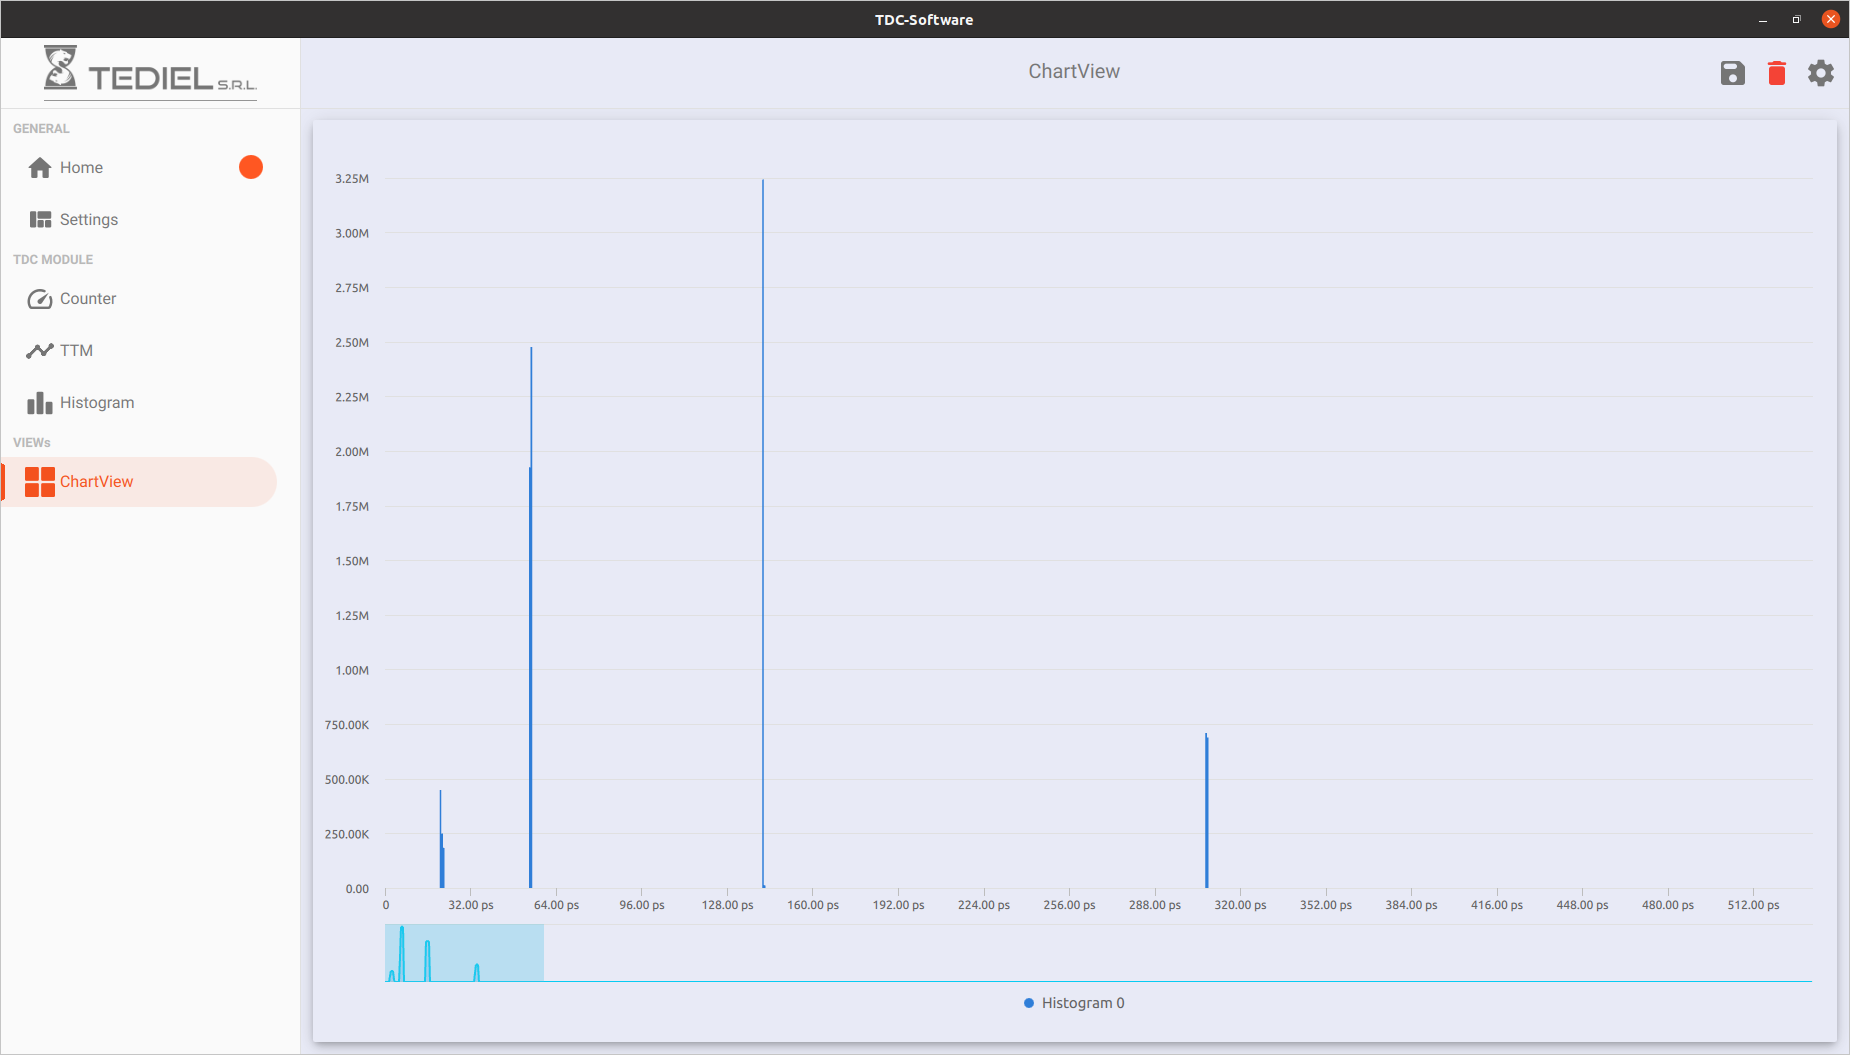 TDC-Software
TEDIEL S.R.L.
ChartView
GENERAL
Home
Settings
TDC MODULE
Counter
TTM
Histogram
VIEWs
ChartView
3.25M
3.00M
2.75M
2.50M
2.25M
2.00M
1.75M
1.50M
1.25M
1.00M
750.00K
500.00K
250.00K
0.00
0 32.00 ps 64.00 ps 96.00 ps 128.00 ps 160.00 ps 192.00 ps 224.00 ps 256.00 ps 288.00 ps 320.00 ps 352.00 ps 384.00 ps 416.00 ps 448.00 ps 480.00 ps 512.00 ps
Histogram 0